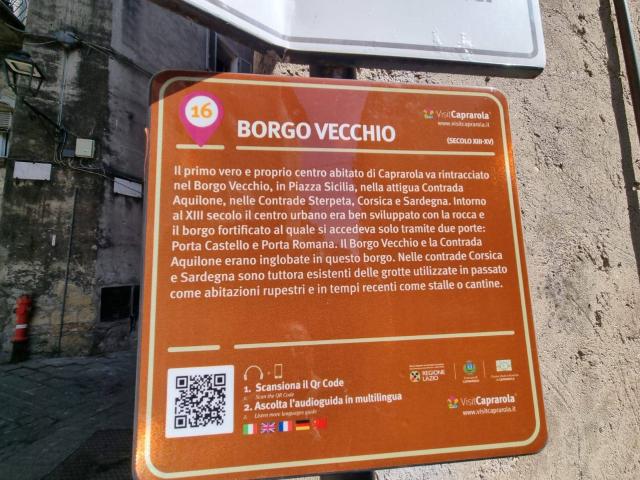 16
BORGO VECCHIO
VisitCaprarola
www.visitcaprarola.it
(SECOLO XIII-XV)
Il primo vero e proprio centro abitato di Caprarola va rintracciato
nel Borgo Vecchio, in Piazza Sicilia, nella attigua Contrada
Aquilone, nelle Contrade Sterpeta, Corsica e Sardegna. Intorno
al XIII secolo il centro urbano era ben sviluppato con la rocca e
il borgo fortificato al quale si accedeva solo tramite due porte:
Porta Castello e Porta Romana. Il Borgo Vecchio e la Contrada
Aquilone erano inglobate in questo borgo. Nelle contrade Corsica
e Sardegna sono tuttora esistenti delle grotte utilizzate in passato
come abitazioni rupestri e in tempi recenti come stalle o cantine.
1. Scansiona il Qr Code
Scan the QR Code
2. Ascolta l'audioguida in multilingua
Listen more languages guide
REGIONE
LAZIO
VisitCaprarola
www.visitcaprarola.it